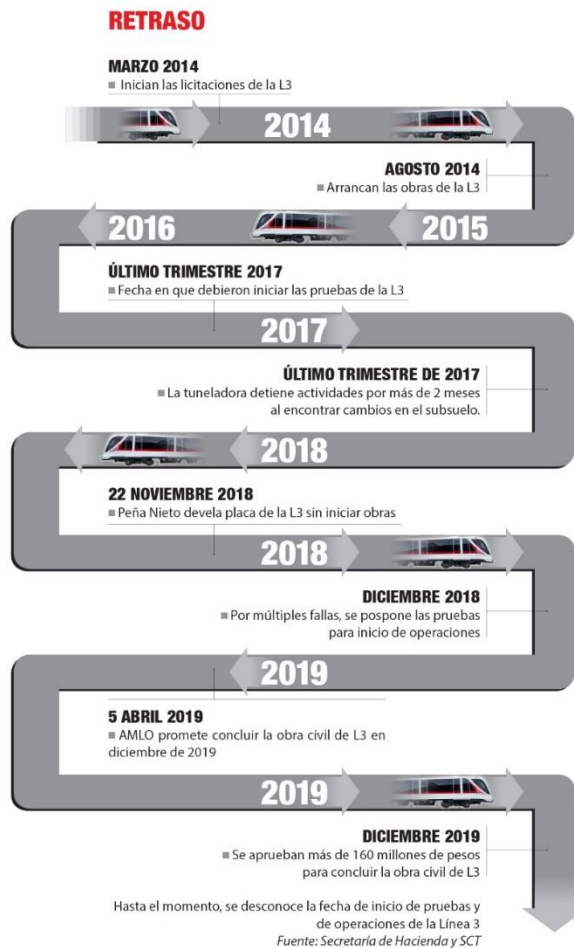 RETRASO
MARZO 2014
■ Inician las licitaciones de la L3
2014
AGOSTO 2014
■ Arrancan las obras de la L3
2016 2015
ÚLTIMO TRIMESTRE 2017
■ Fecha en que debieron iniciar las pruebas de la L3
2017
ÚLTIMO TRIMESTRE DE 2017
■ La tuneladora detiene actividades por más de 2 meses
al encontrar cambios en el subsuelo.
2018
22 NOVIEMBRE 2018
■ Peña Nieto devela placa de la L3 sin iniciar obras
2018
DICIEMBRE 2018
■ Por múltiples fallas, se pospone las pruebas
para inicio de operaciones
2019
5 ABRIL 2019
■ AMLO promete concluir la obra civil de L3 en
diciembre de 2019
2019
DICIEMBRE 2019
■ Se aprueban más de 160 millones de pesos
para concluir la obra civil de L3
Hasta el momento, se desconoce la fecha de inicio de pruebas y
de operaciones de la Línea 3
Fuente: Secretaría de Hacienda y SCT